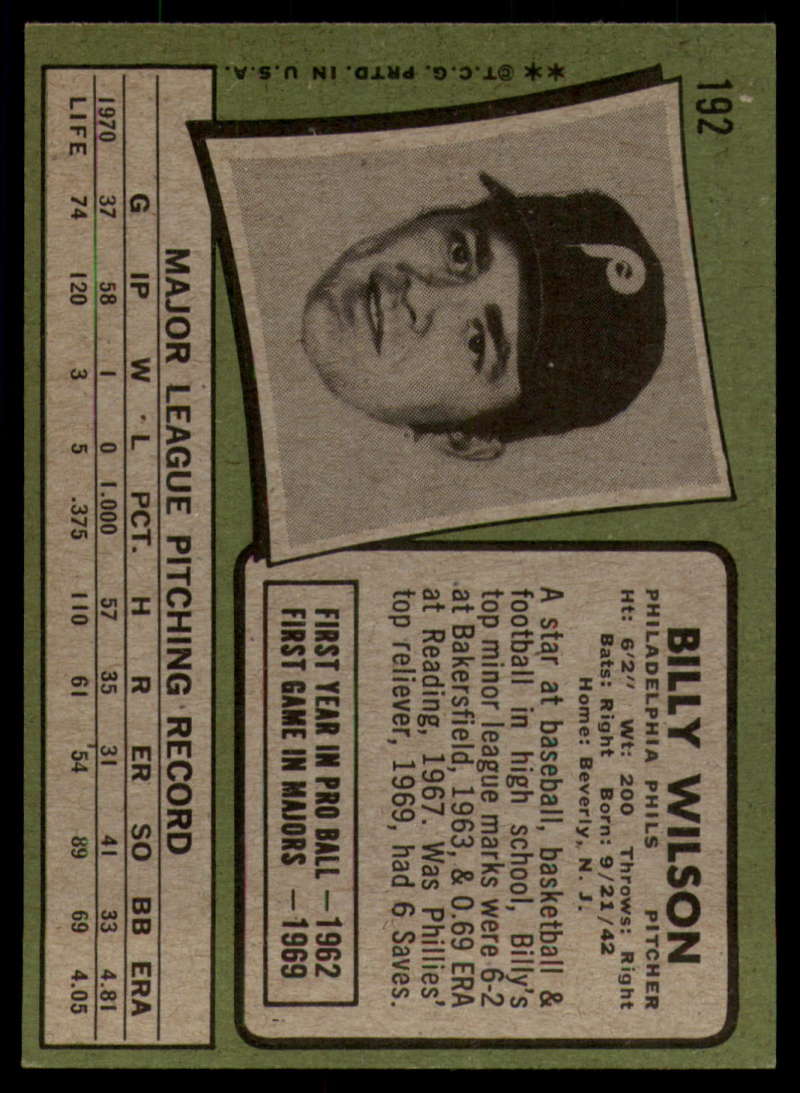 192
✶✶©T.C.G. PRTD. IN U.S.A.
BILLY WILSON
PHILADELPHIA PHILS PITCHER
Ht: 6'2" Wt: 200 Throws: Right
Bats: Right Born: 9/21/42
Home: Beverly, N. J.
A star at baseball, basketball &
football in high school, Billy's
top minor league marks were 6-2
at Bakersfield, 1963, & 0.69 ERA
at Reading, 1967. Was Phillies'
top reliever, 1969, had 6 Saves.
FIRST YEAR IN PRO BALL — 1962
FIRST GAME IN MAJORS — 1969
MAJOR LEAGUE PITCHING RECORD
G IP W L PCT. H R ER SO BB ERA
1970 37 58 1 0 1.000 57 35 31 41 33 4.81
LIFE 74 120 3 5 .375 110 61 54 89 69 4.05